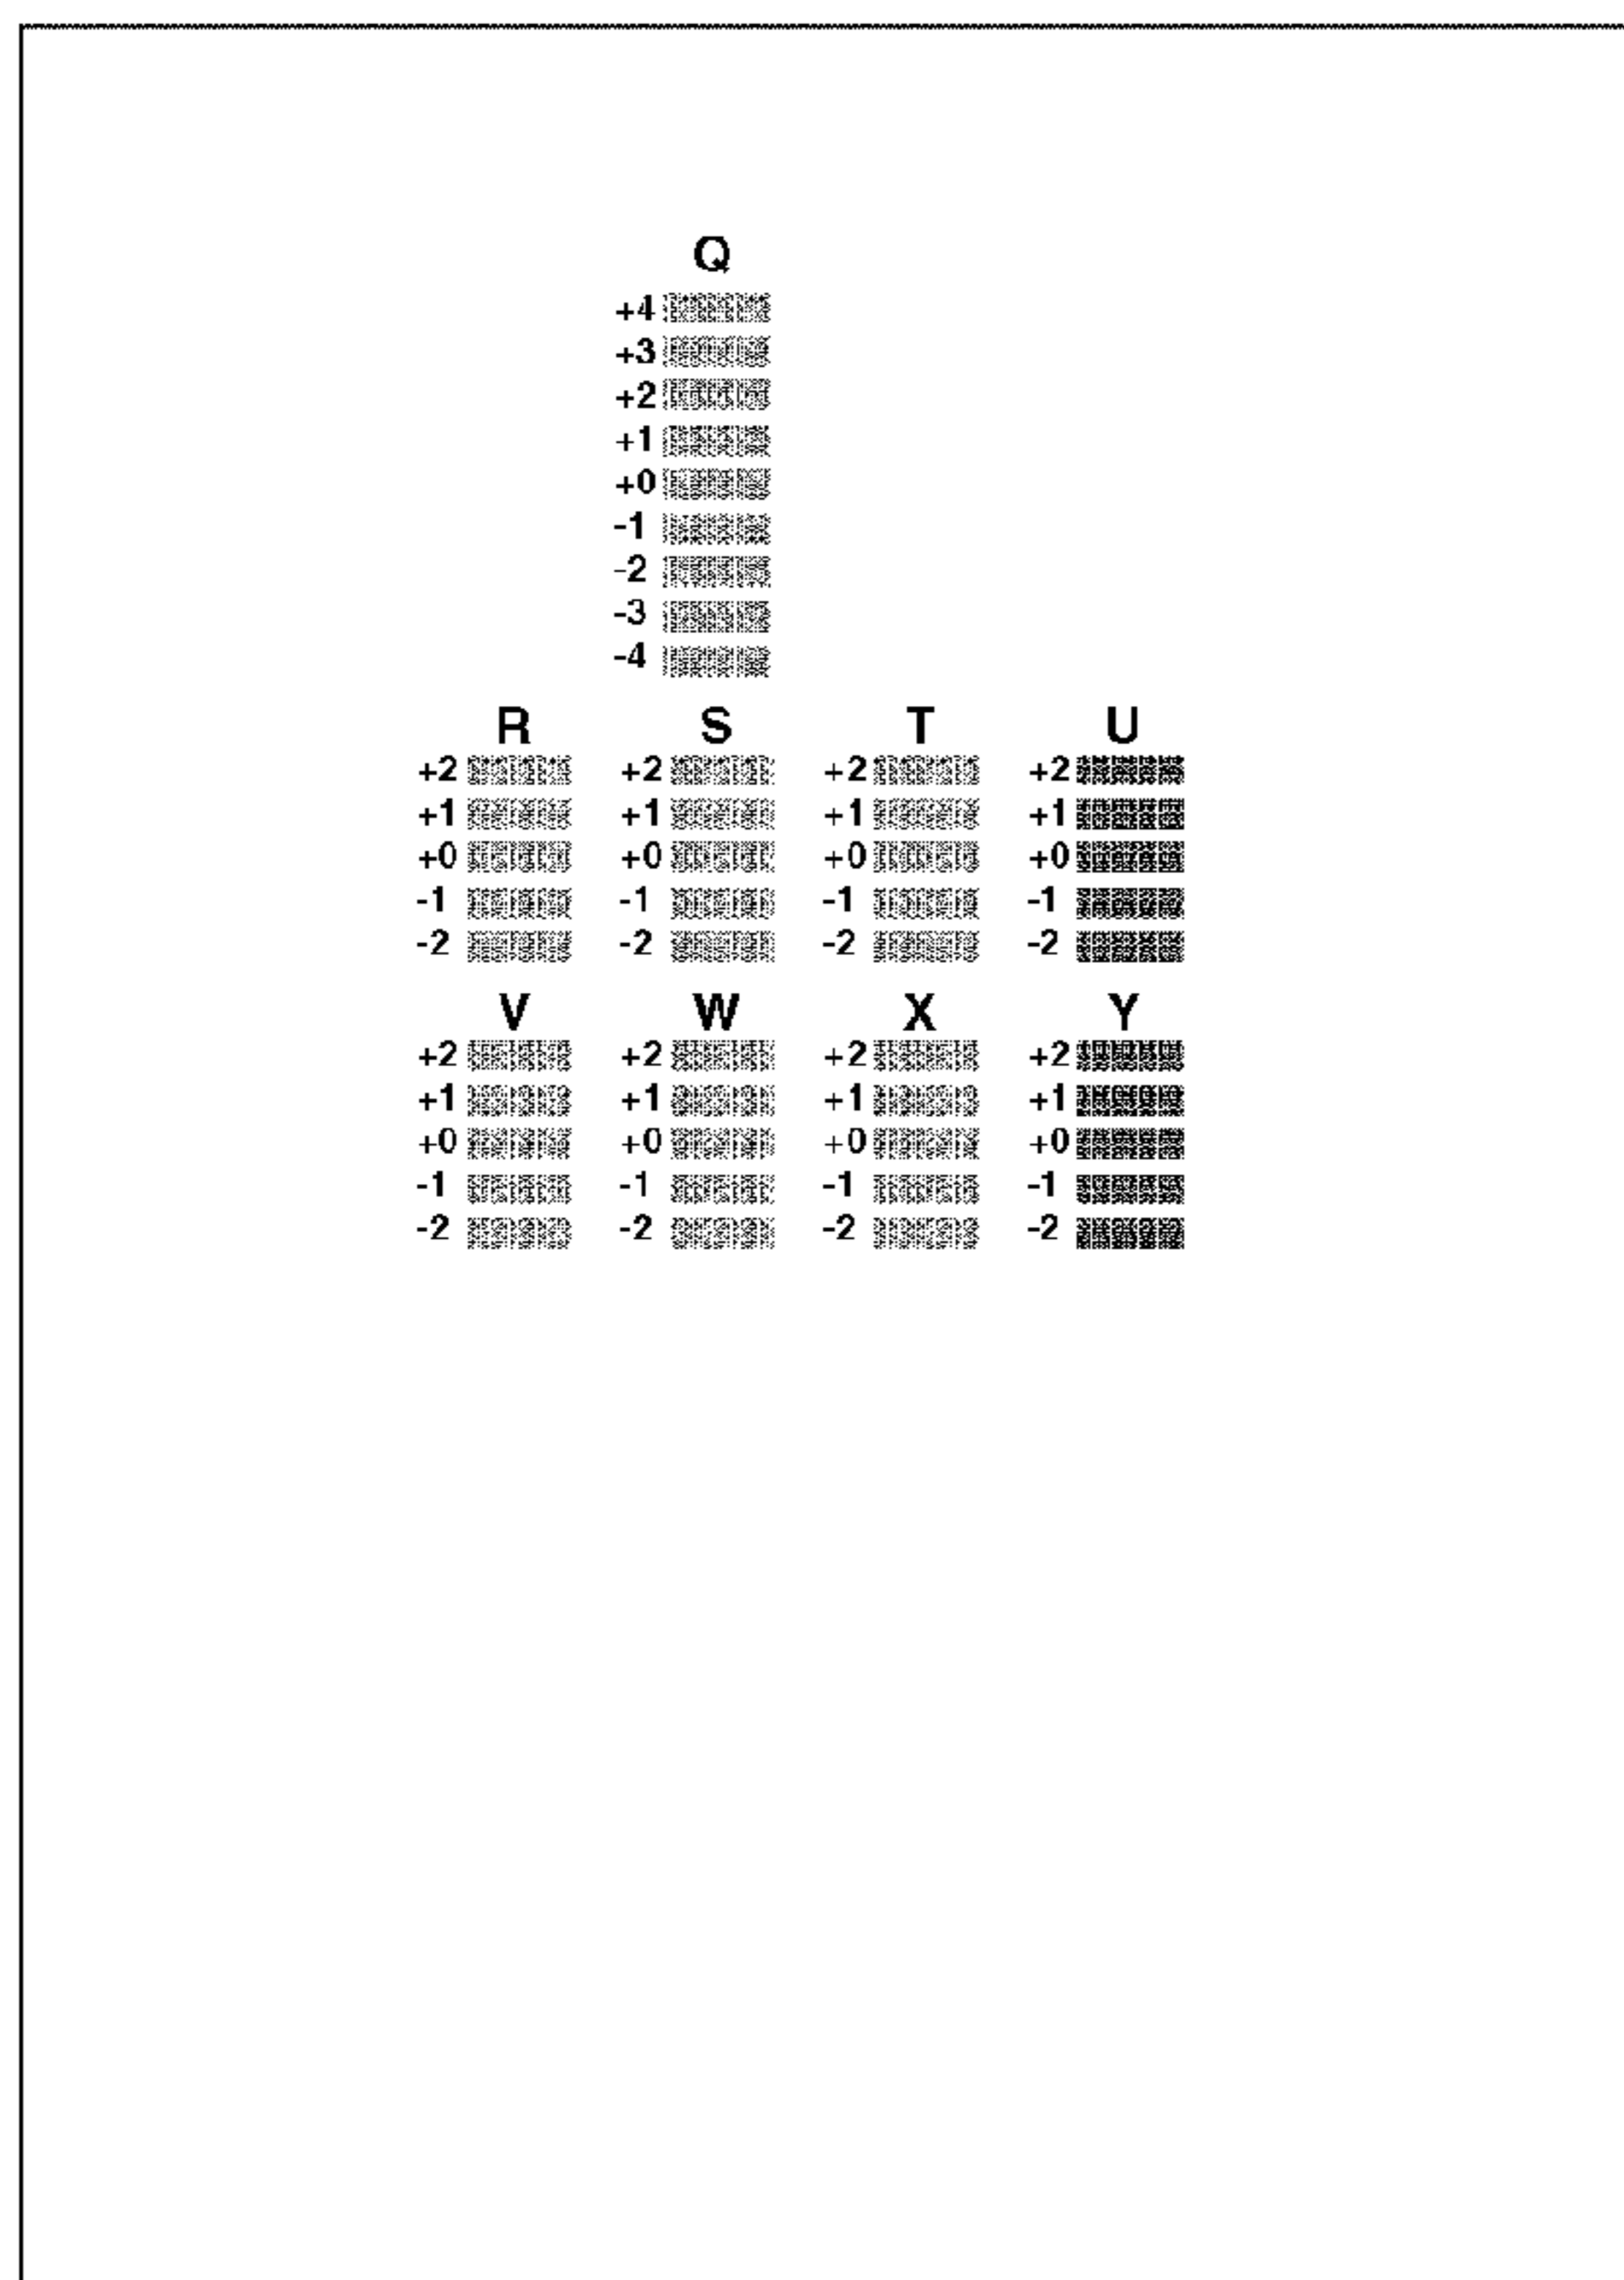 Q
+4
+3
+2
+1
+0
-1
-2
-3
-4
R S T U
+2 +2 +2 +2
+1 +1 +1 +1
+0 +0 +0 +0
-1 -1 -1 -1
-2 -2 -2 -2
V W X Y
+2 +2 +2 +2
+1 +1 +1 +1
+0 +0 +0 +0
-1 -1 -1 -1
-2 -2 -2 -2